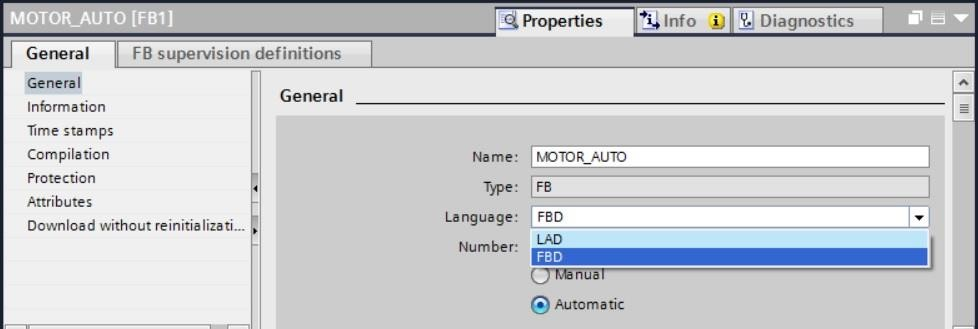 MOTOR_AUTO [FB1]
Properties
Info
Diagnostics
General
FB supervision definitions
General
Information
Time stamps
Compilation
Protection
Attributes
Download without reinitializati...
General
Name: MOTOR_AUTO
Type: FB
Language: FBD
LAD
FBD
Number:
Manual
Automatic